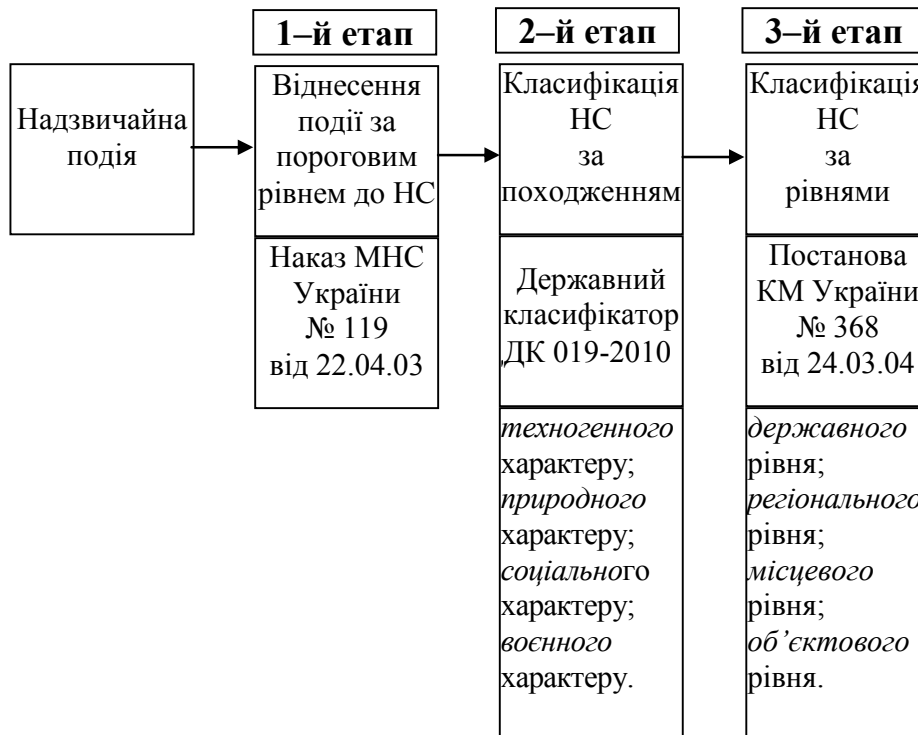 1–й етап
2–й етап
3–й етап
Надзвичайна
подія
Віднесення
події за
пороговим
рівнем до НС
Наказ МНС
України
№ 119
від 22.04.03
Класифікація
НС
за
походженням
Державний
класифікатор
ДК 019-2010
техногенного
характеру;
природного
характеру;
соціального
характеру;
воєнного
характеру.
Класифікація
НС
за
рівнями
Постанова
КМ України
№ 368
від 24.03.04
державного
рівня;
регіонального
рівня;
місцевого
рівня;
об’єктового
рівня.